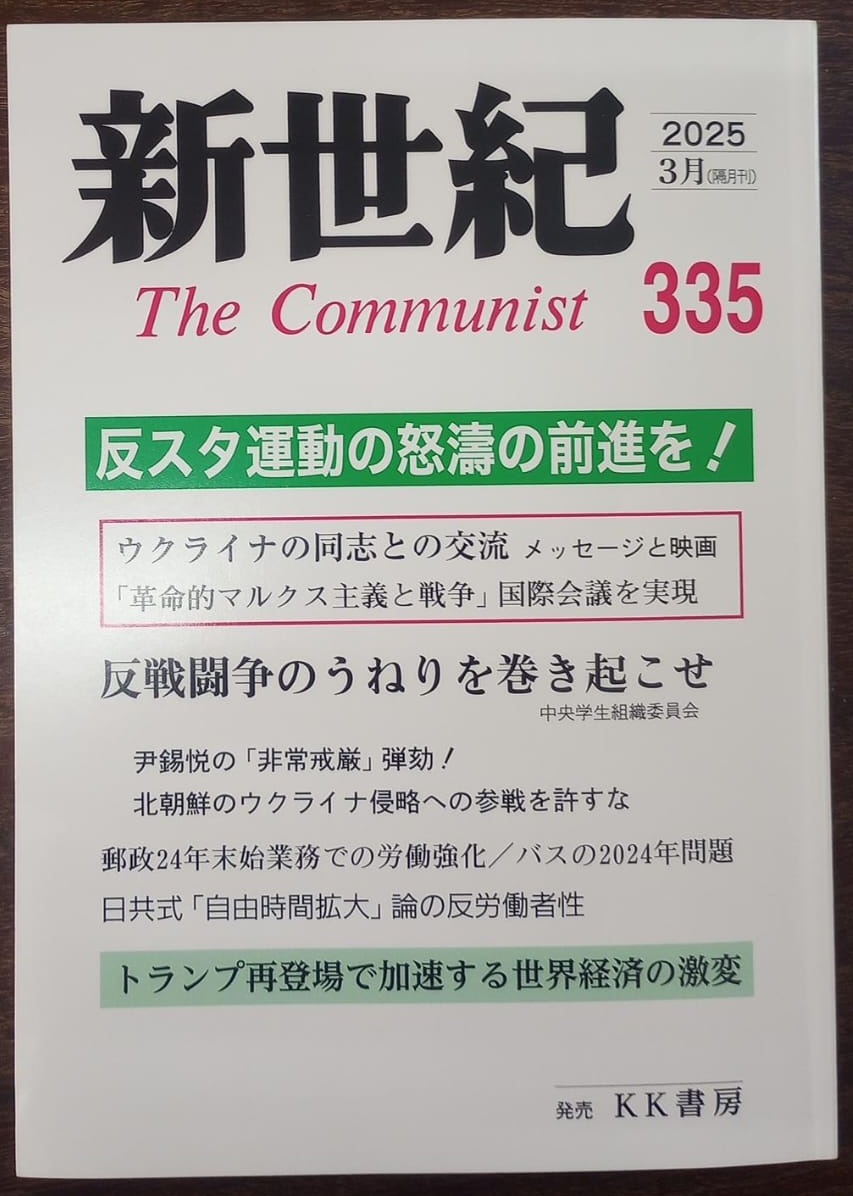 新世紀
2025
3月(隔月刊)
The Communist
335
反スタ運動の怒濤の前進を！
ウクライナの同志との交流 メッセージと映画
「革命的マルクス主義と戦争」国際会議を実現
反戦闘争のうねりを巻き起こせ
中央学生組織委員会
尹錫悦の「非常戒厳」弾劾！
北朝鮮のウクライナ侵略への参戦を許すな
郵政24年末始業務での労働強化／バスの2024年問題
日共式「自由時間拡大」論の反労働者性
トランプ再登場で加速する世界経済の激変
発売 KK書房